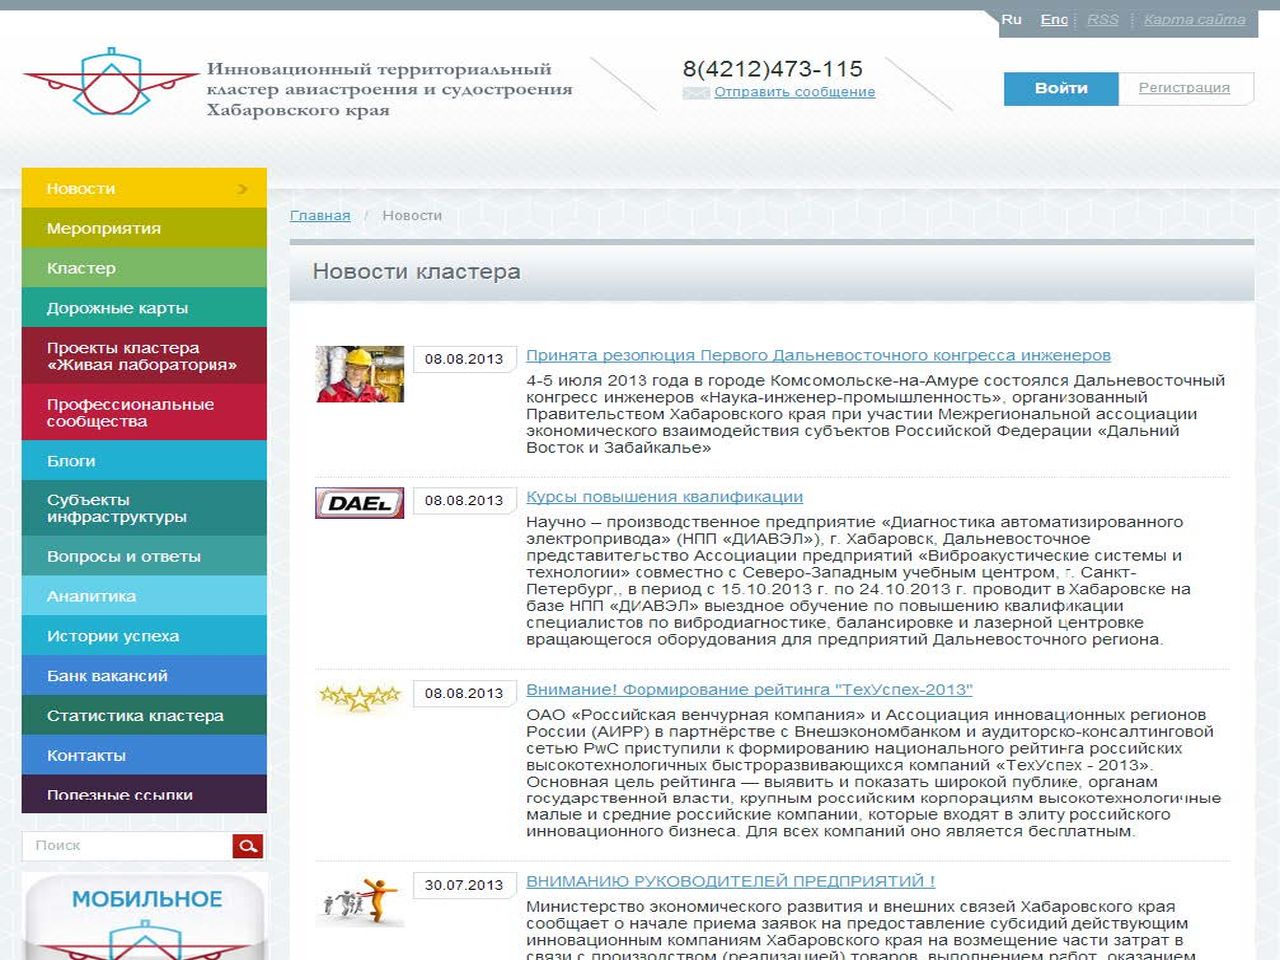 Ru Eng RSS Карта сайта
Инновационный территориальный
кластер авиастроения и судостроения
Хабаровского края
8(4212)473-115
Отправить сообщение
Войти
Регистрация
Новости
Мероприятия
Кластер
Дорожные карты
Проекты кластера
«Живая лаборатория»
Профессиональные
сообщества
Блоги
Субъекты
инфраструктуры
Вопросы и ответы
Аналитика
Истории успеха
Банк вакансий
Статистика кластера
Контакты
Полезные ссылки
Поиск
МОБИЛЬНОЕ
Главная / Новости
Новости кластера
08.08.2013
Принята резолюция Первого Дальневосточного конгресса инженеров
4-5 июля 2013 года в городе Комсомольске-на-Амуре состоялся Дальневосточный
конгресс инженеров «Наука-инженер-промышленность», организованный
Правительством Хабаровского края при участии Межрегиональной ассоциации
экономического взаимодействия субъектов Российской Федерации «Дальний
Восток и Забайкалье»
DAEL
08.08.2013
Курсы повышения квалификации
Научно – производственное предприятие «Диагностика автоматизированного
электропривода» (НПП «ДИАВЭЛ»), г. Хабаровск, Дальневосточное
представительство Ассоциации предприятий «Виброакустические системы и
технологии» совместно с Северо-Западным учебным центром, г. Санкт-
Петербург,, в период с 15.10.2013 г. по 24.10.2013 г. проводит в Хабаровске на
базе НПП «ДИАВЭЛ» выездное обучение по повышению квалификации
специалистов по вибродиагностике, балансировке и лазерной центровке
вращающегося оборудования для предприятий Дальневосточного региона.
08.08.2013
Внимание! Формирование рейтинга "ТехУспех-2013"
ОАО «Российская венчурная компания» и Ассоциация инновационных регионов
России (АИРР) в партнёрстве с Внешэкономбанком и аудиторско-консалтинговой
сетью PwC приступили к формированию национального рейтинга российских
высокотехнологичных быстроразвивающихся компаний «ТехУспех - 2013».
Основная цель рейтинга — выявить и показать широкой публике, органам
государственной власти, крупным российским корпорациям высокотехнологичные
малые и средние российские компании, которые входят в элиту российского
инновационного бизнеса. Для всех компаний оно является бесплатным.
30.07.2013
ВНИМАНИЮ РУКОВОДИТЕЛЕЙ ПРЕДПРИЯТИЙ !
Министерство экономического развития и внешних связей Хабаровского края
сообщает о начале приема заявок на предоставление субсидий действующим
инновационным компаниям Хабаровского края на возмещение части затрат в
связи с производством (реализацией) товаров, выполнением работ, оказанием